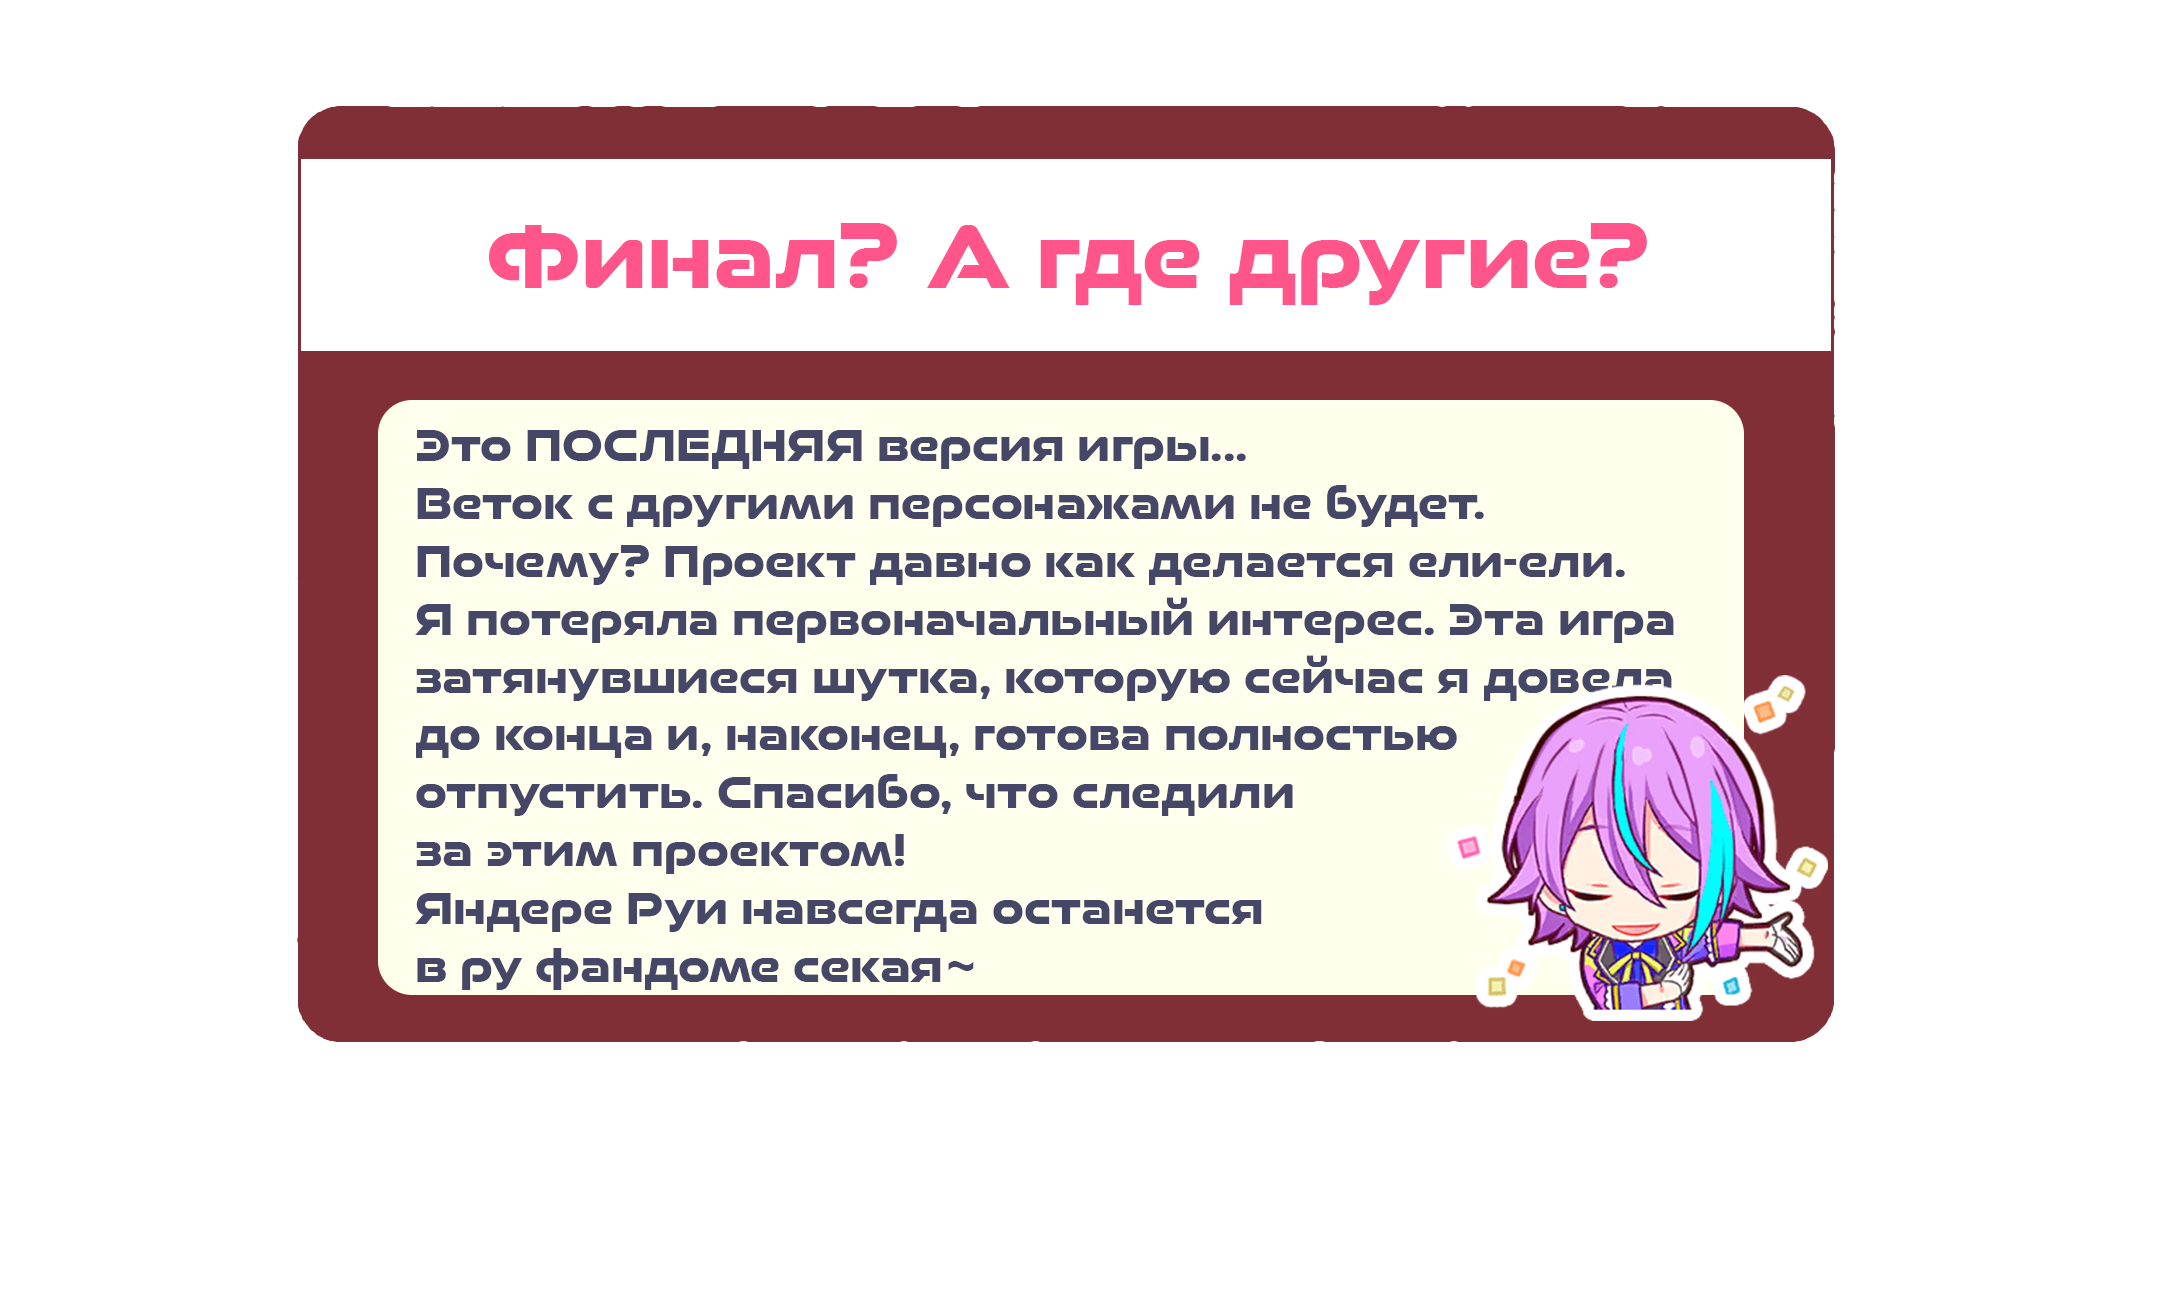 Финал? А где другие?
Это ПОСЛЕДНЯЯ версия игры...
Веток с другими персонажами не будет.
Почему? Проект давно как делается ели-ели.
Я потеряла первоначальный интерес. Эта игра
затянувшиеся шутка, которую сейчас я довела
до конца и, наконец, готова полностью
отпустить. Спасибо, что следили
за этим проектом!
Яндере Руи навсегда останется
в ру фандоме секая~